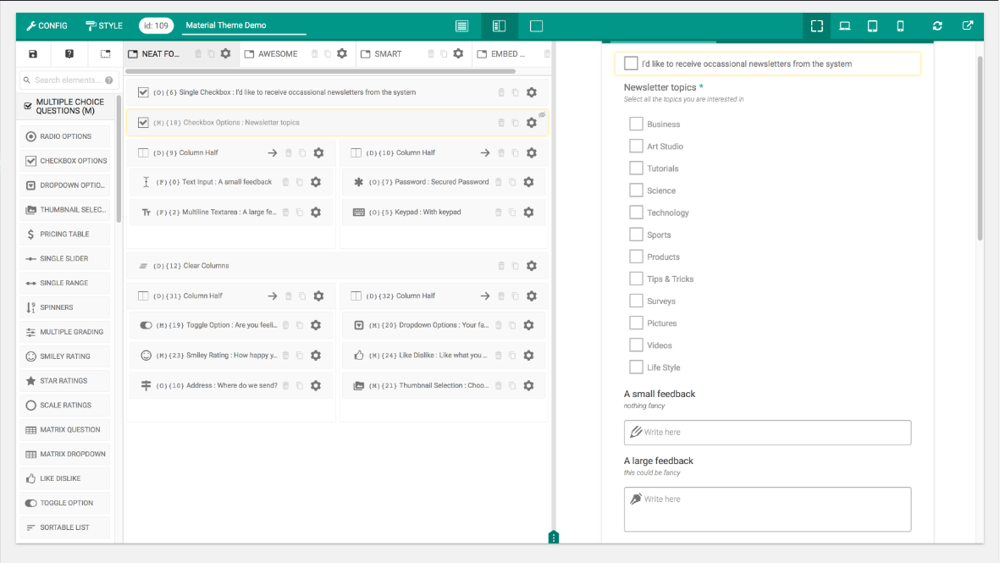 CONFIG
STYLE
id: 109
Material Theme Demo
NEAT FO...
AWESOME
SMART
EMBED ...
Search elements...
MULTIPLE CHOICE
QUESTIONS (M)
RADIO OPTIONS
CHECKBOX OPTIONS
DROPDOWN OPTIO...
THUMBNAIL SELEC...
PRICING TABLE
SINGLE SLIDER
SINGLE RANGE
SPINNERS
MULTIPLE GRADING
SMILEY RATING
STAR RATINGS
SCALE RATINGS
MATRIX QUESTION
MATRIX DROPDOWN
LIKE DISLIKE
TOGGLE OPTION
SORTABLE LIST
(O){6} Single Checkbox : I'd like to receive occassional newsletters from the system
(M){18} Checkbox Options : Newsletter topics
(D){9} Column Half
(D){10} Column Half
(F){0} Text Input : A small feedback
(O){7} Password : Secured Password
(F){2} Multiline Textarea : A large fe...
(O){5} Keypad : With keypad
(D){12} Clear Columns
(D){31} Column Half
(D){32} Column Half
(M){19} Toggle Option : Are you feeli...
(M){20} Dropdown Options : Your fa...
(M){23} Smiley Rating : How happy y...
(M){24} Like Dislike : Like what you ...
(O){10} Address : Where do we send?
(M){21} Thumbnail Selection : Choo...
I'd like to receive occassional newsletters from the system
Newsletter topics *
Select all the topics you are interested in
Business
Art Studio
Tutorials
Science
Technology
Sports
Products
Tips & Tricks
Surveys
Pictures
Videos
Life Style
A small feedback
nothing fancy
Write here
A large feedback
this could be fancy
Write here